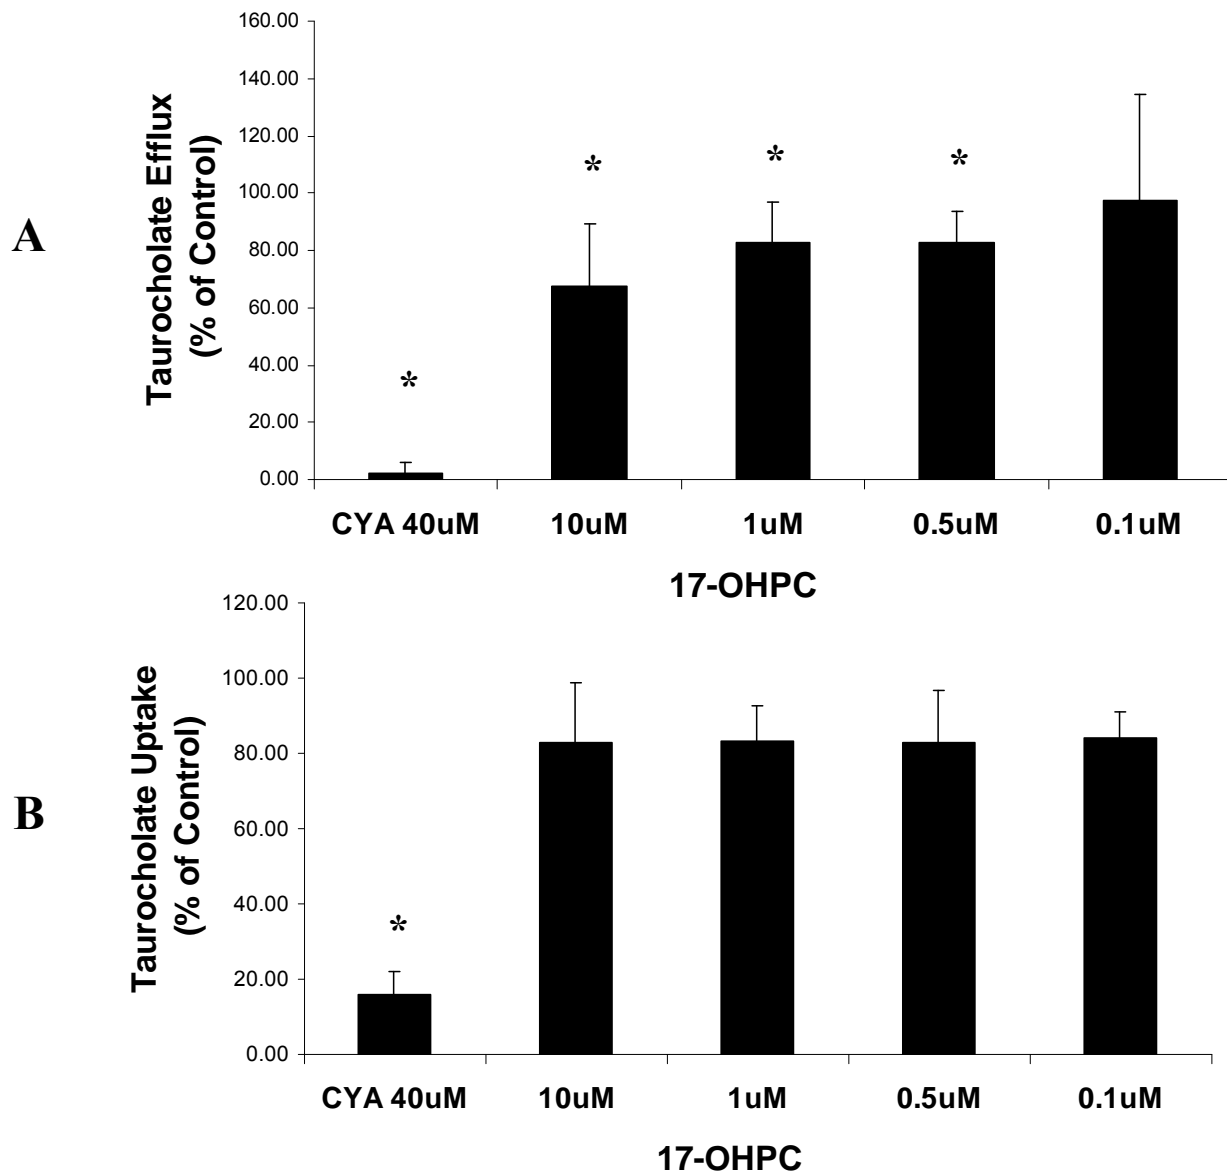 A
Taurocholate Efflux
(% of Control)
160.00
140.00
120.00
100.00
80.00
60.00
40.00
20.00
0.00
*
*
*
*
CYA 40uM 10uM 1uM 0.5uM 0.1uM
17-OHPC
B
Taurocholate Uptake
(% of Control)
120.00
100.00
80.00
60.00
40.00
20.00
0.00
*
CYA 40uM 10uM 1uM 0.5uM 0.1uM
17-OHPC